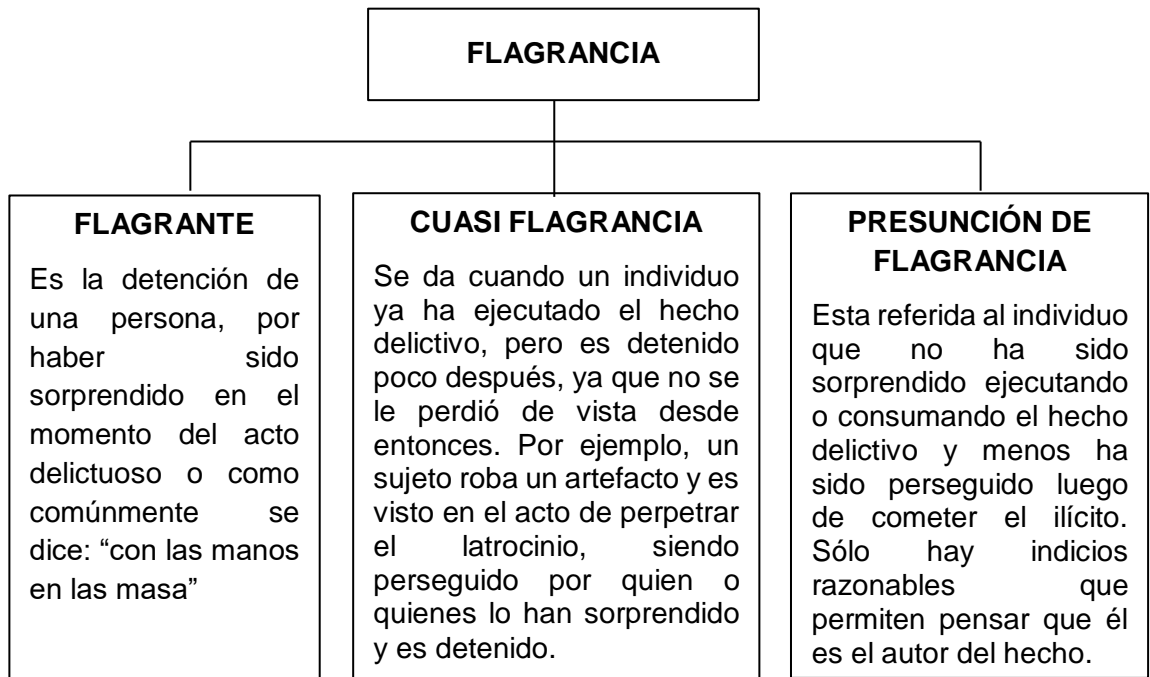 FLAGRANCIA
FLAGRANTE
Es la detención de
una persona, por
haber sido
sorprendido en el
momento del acto
delictuoso o como
comúnmente se
dice: “con las manos
en las masa”
CUASI FLAGRANCIA
Se da cuando un individuo
ya ha ejecutado el hecho
delictivo, pero es detenido
poco después, ya que no se
le perdió de vista desde
entonces. Por ejemplo, un
sujeto roba un artefacto y es
visto en el acto de perpetrar
el latrocinio, siendo
perseguido por quien o
quienes lo han sorprendido
y es detenido.
PRESUNCIÓN DE
FLAGRANCIA
Esta referida al individuo
que no ha sido
sorprendido ejecutando
o consumando el hecho
delictivo y menos ha
sido perseguido luego
de cometer el ilícito.
Sólo hay indicios
razonables que
permiten pensar que él
es el autor del hecho.